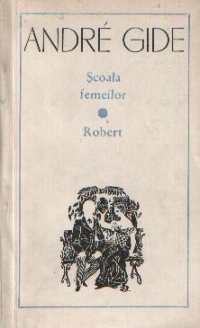 ANDRÉ GIDE
Școala
femeilor
Robert